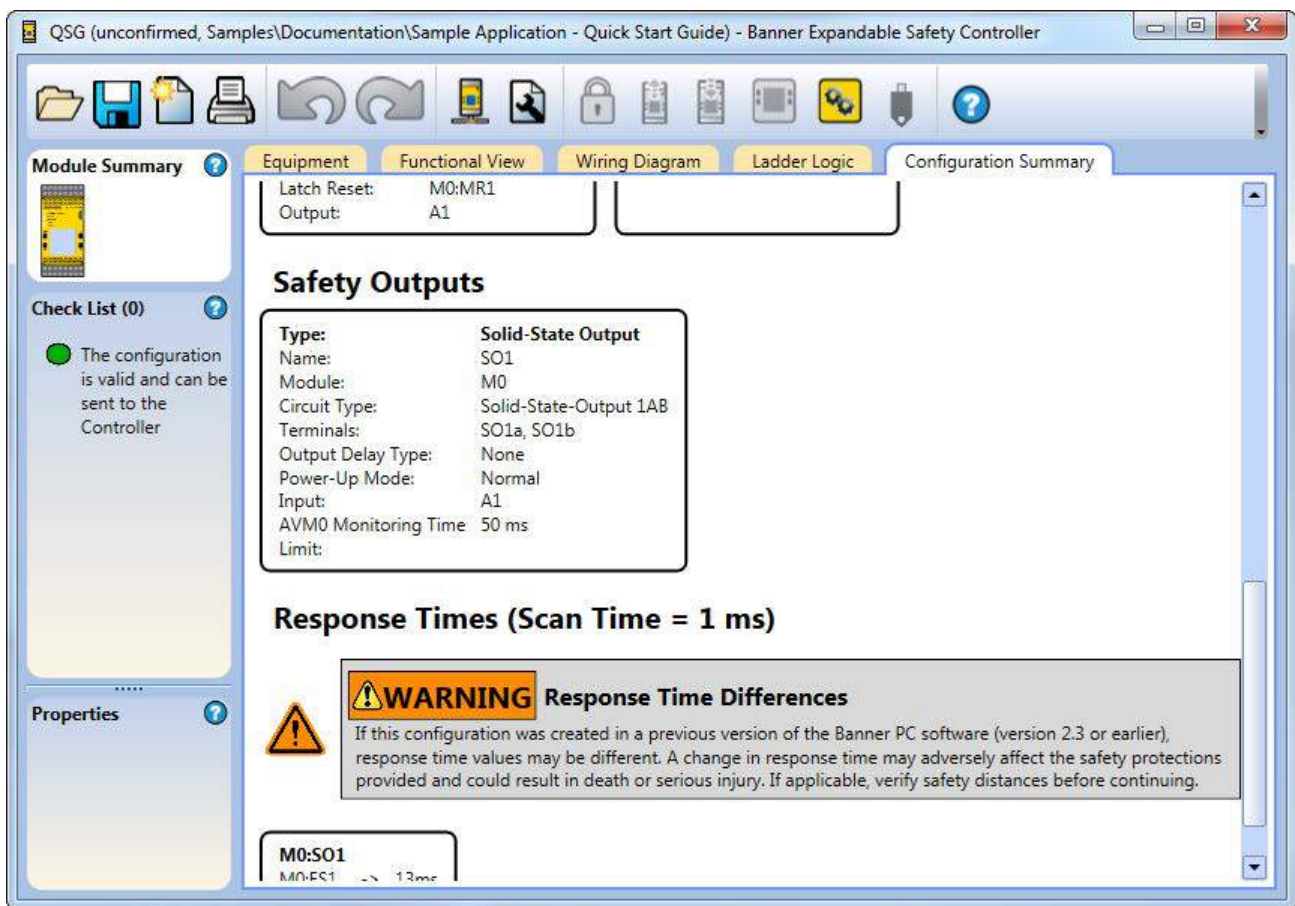 QSG (unconfirmed, Samples\Documentation\Sample Application - Quick Start Guide) - Banner Expandable Safety Controller
Module Summary
Check List (0)
The configuration
is valid and can be
sent to the
Controller
Properties
Equipment Functional View Wiring Diagram Ladder Logic Configuration Summary
Latch Reset: M0:MR1
Output: A1
Safety Outputs
Type: Solid-State Output
Name: SO1
Module: M0
Circuit Type: Solid-State-Output 1AB
Terminals: SO1a, SO1b
Output Delay Type: None
Power-Up Mode: Normal
Input: A1
AVM0 Monitoring Time 50 ms
Limit:
Response Times (Scan Time = 1 ms)
WARNING Response Time Differences
If this configuration was created in a previous version of the Banner PC software (version 2.3 or earlier),
response time values may be different. A change in response time may adversely affect the safety protections
provided and could result in death or serious injury. If applicable, verify safety distances before continuing.
M0:SO1
M0:ES1 -> 13ms